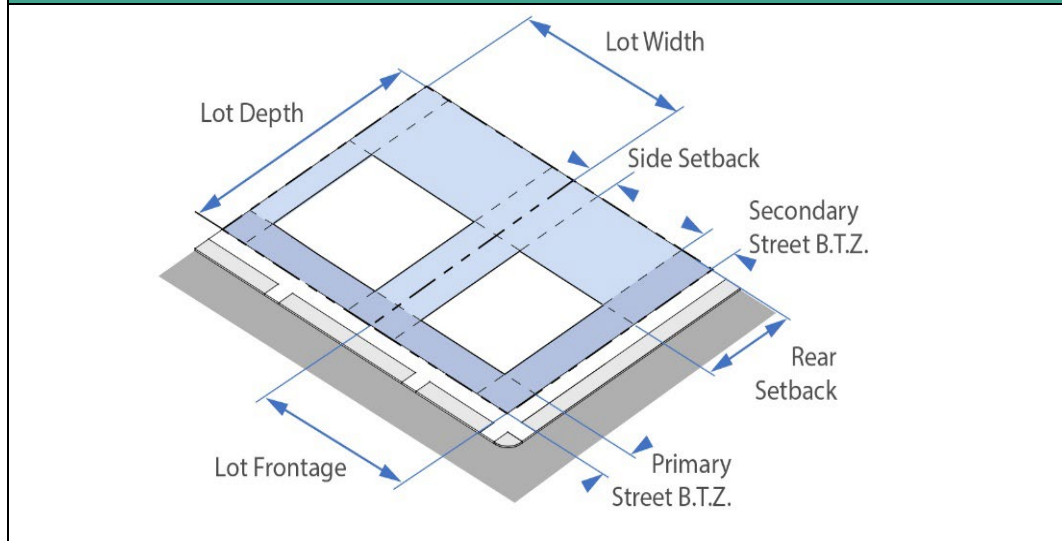 Lot Width
Lot Depth
Side Setback
Secondary
Street B.T.Z.
Rear
Setback
Lot Frontage
Primary
Street B.T.Z.